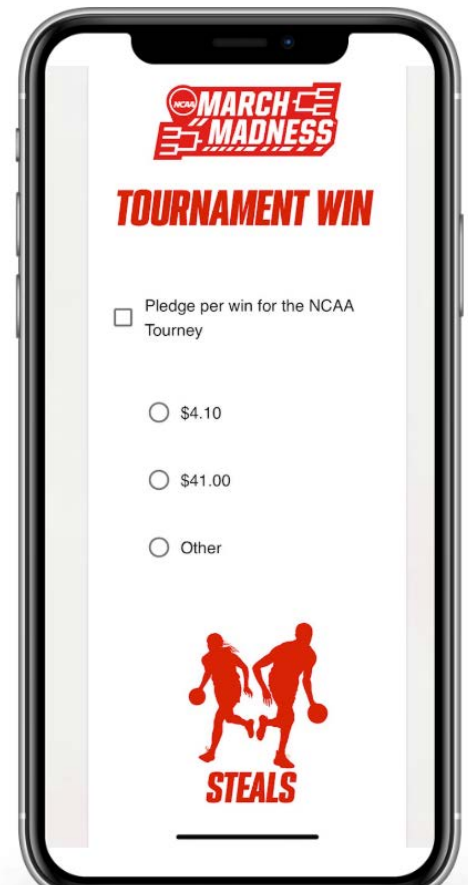 NCAA
MARCH
MADNESS
TOURNAMENT WIN
Pledge per win for the NCAA
Tourney
$4.10
$41.00
Other
STEALS